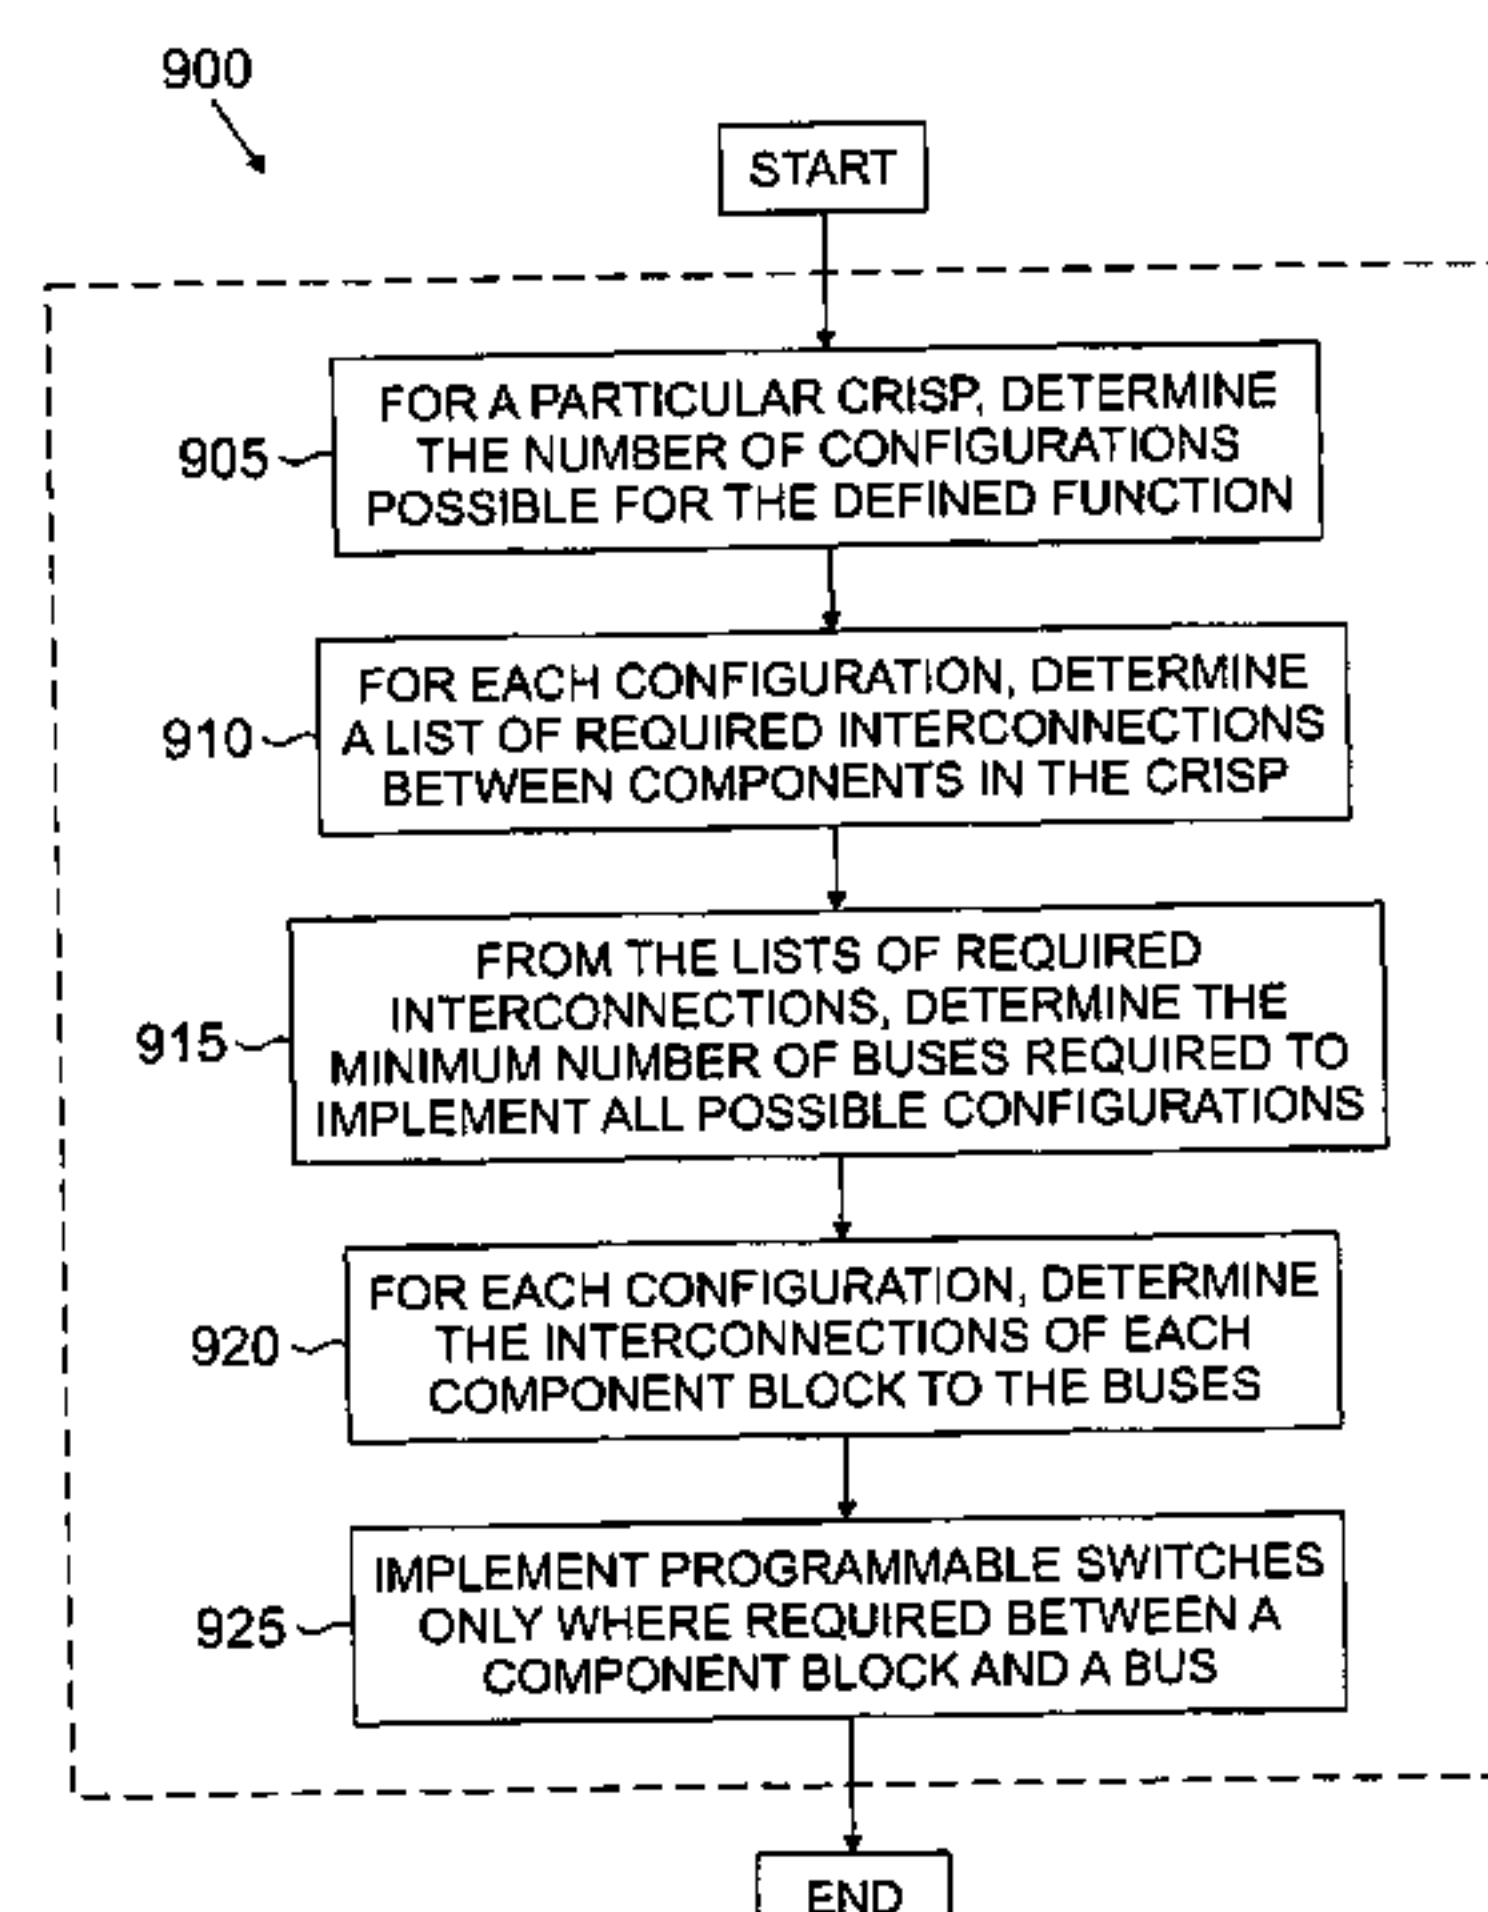 900
START
905
FOR A PARTICULAR CRISP, DETERMINE
THE NUMBER OF CONFIGURATIONS
POSSIBLE FOR THE DEFINED FUNCTION
910
FOR EACH CONFIGURATION, DETERMINE
A LIST OF REQUIRED INTERCONNECTIONS
BETWEEN COMPONENTS IN THE CRISP
915
FROM THE LISTS OF REQUIRED
INTERCONNECTIONS, DETERMINE THE
MINIMUM NUMBER OF BUSES REQUIRED TO
IMPLEMENT ALL POSSIBLE CONFIGURATIONS
920
FOR EACH CONFIGURATION, DETERMINE
THE INTERCONNECTIONS OF EACH
COMPONENT BLOCK TO THE BUSES
925
IMPLEMENT PROGRAMMABLE SWITCHES
ONLY WHERE REQUIRED BETWEEN A
COMPONENT BLOCK AND A BUS
END